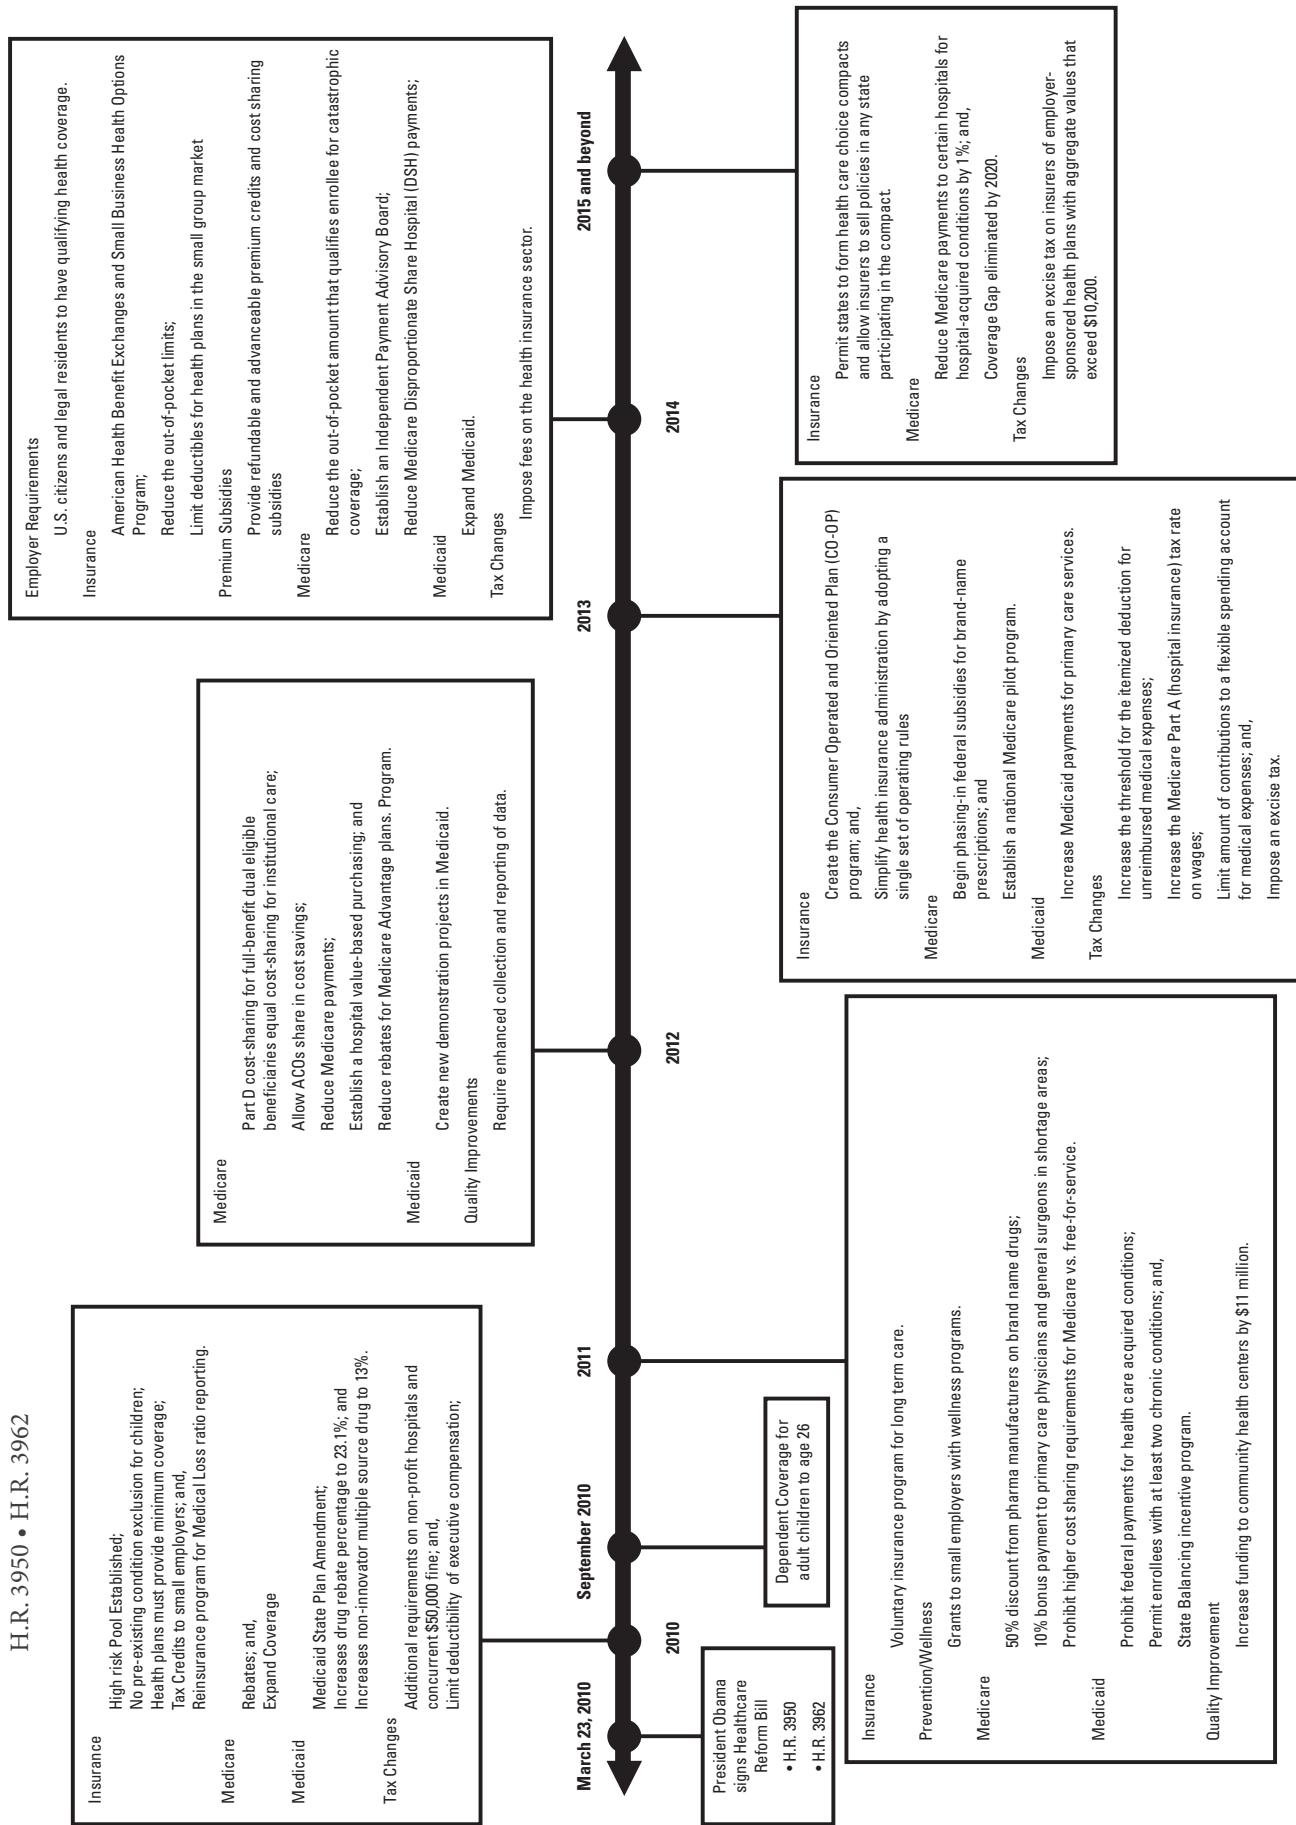 H.R. 3950 • H.R. 3962
Insurance
High risk Pool Established;
No pre-existing condition exclusion for children;
Health plans must provide minimum coverage;
Tax Credits to small employers; and,
Reinsurance program for Medical Loss ratio reporting.
Medicare
Rebates; and,
Expand Coverage
Medicaid
Medicaid State Plan Amendment;
Increases drug rebate percentage to 23.1%; and
Increases non-innovator multiple source drug to 13%.
Tax Changes
Additional requirements on non-profit hospitals and
concurrent $50,000 fine; and,
Limit deductibility of executive compensation;
Medicare
Part D cost-sharing for full-benefit dual eligible
beneficiaries equal cost-sharing for institutional care;
Allow ACOs share in cost savings;
Reduce Medicare payments;
Establish a hospital value-based purchasing; and
Reduce rebates for Medicare Advantage plans. Program.
Medicaid
Create new demonstration projects in Medicaid.
Quality Improvements
Require enhanced collection and reporting of data.
Employer Requirements
U.S. citizens and legal residents to have qualifying health coverage.
Insurance
American Health Benefit Exchanges and Small Business Health Options
Program;
Reduce the out-of-pocket limits;
Limit deductibles for health plans in the small group market
Premium Subsidies
Provide refundable and advanceable premium credits and cost sharing
subsidies
Medicare
Reduce the out-of-pocket amount that qualifies enrollee for catastrophic
coverage;
Establish an Independent Payment Advisory Board;
Reduce Medicare Disproportionate Share Hospital (DSH) payments;
Medicaid
Expand Medicaid.
Tax Changes
Impose fees on the health insurance sector.
March 23, 2010
September 2010
2011
2013
2015 and beyond
2010
2012
2014
President Obama
signs Healthcare
Reform Bill
• H.R. 3950
• H.R. 3962
Dependent Coverage for
adult children to age 26
Insurance
Voluntary insurance program for long term care.
Prevention/Wellness
Grants to small employers with wellness programs.
Medicare
50% discount from pharma manufacturers on brand name drugs;
10% bonus payment to primary care physicians and general surgeons in shortage areas;
Prohibit higher cost sharing requirements for Medicare vs. free-for-service.
Medicaid
Prohibit federal payments for health care acquired conditions;
Permit enrollees with at least two chronic conditions; and,
State Balancing incentive program.
Quality Improvement
Increase funding to community health centers by $11 million.
Insurance
Create the Consumer Operated and Oriented Plan (CO-OP)
program; and,
Simplify health insurance administration by adopting a
single set of operating rules
Medicare
Begin phasing-in federal subsidies for brand-name
prescriptions; and
Establish a national Medicare pilot program.
Medicaid
Increase Medicaid payments for primary care services.
Tax Changes
Increase the threshold for the itemized deduction for
unreimbursed medical expenses;
Increase the Medicare Part A (hospital insurance) tax rate
on wages;
Limit amount of contributions to a flexible spending account
for medical expenses; and,
Impose an excise tax.
Insurance
Permit states to form health care choice compacts
and allow insurers to sell policies in any state
participating in the compact.
Medicare
Reduce Medicare payments to certain hospitals for
hospital-acquired conditions by 1%; and,
Coverage Gap eliminated by 2020.
Tax Changes
Impose an excise tax on insurers of employer-
sponsored health plans with aggregate values that
exceed $10,200.